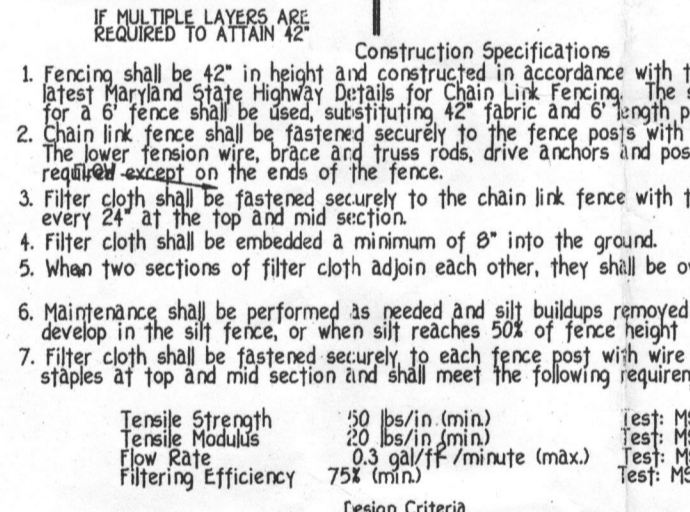 IF MULTIPLE LAYERS ARE
REQUIRED TO ATTAIN 42"
Construction Specifications
1. Fencing shall be 42" in height and constructed in accordance with t
latest Maryland State Highway Details for Chain Link Fencing. The s
for a 6' fence shall be used, substituting 42" fabric and 6' length p
2. Chain link fence shall be fastened securely to the fence posts with
The lower tension wire, brace and truss rods, drive anchors and pos
required except on the ends of the fence.
3. Filter cloth shall be fastened securely to the chain link fence with t
every 24" at the top and mid section.
4. Filter cloth shall be embedded a minimum of 8" into the ground.
5. When two sections of filter cloth adjoin each other, they shall be ov
6. Maintenance shall be performed as needed and silt buildups removed
develop in the silt fence, or when silt reaches 50% of fence height
7. Filter cloth shall be fastened securely to each fence post with wire
staples at top and mid section and shall meet the following requiren
Tensile Strength 50 lbs/in (min.) Test: MS
Tensile Modulus 20 lbs/in (min.) Test: MS
Flow Rate 0.3 gal/ft²/minute (max.) Test: MS
Filtering Efficiency 75% (min.) Test: MS
Design Criteria